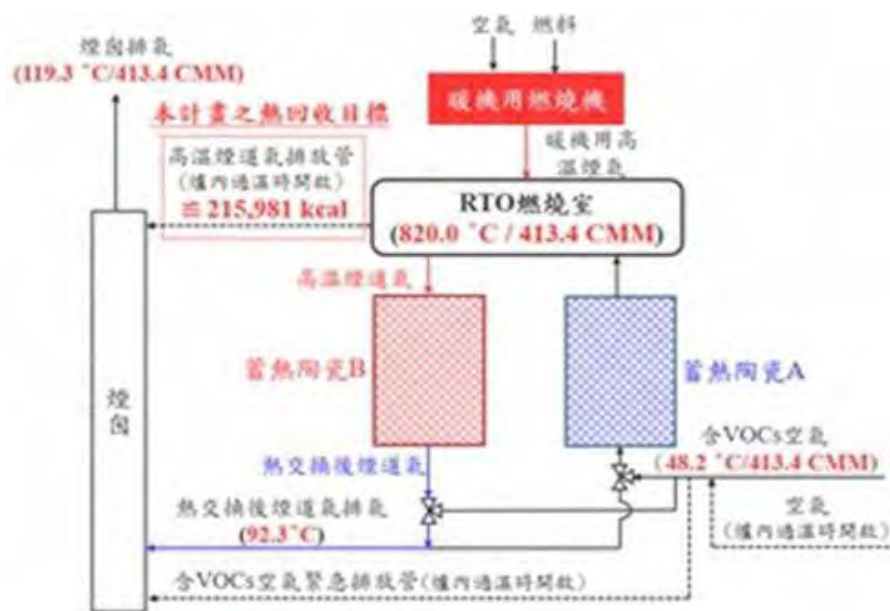 煙囪排氣
(119.3 ˚C/413.4 CMM)
空氣 燃料
暖機用燃燒機
本計畫之熱回收目標
高溫煙道氣排放管
(爐內過溫時開啟)
≅ 215,981 kcal
暖機用高
溫煙氣
RTO燃燒室
(820.0 ˚C / 413.4 CMM)
高溫煙道氣
蓄熱陶瓷B
蓄熱陶瓷A
煙囪
熱交換後煙道氣
含VOCs空氣
(48.2 ˚C/413.4 CMM)
熱交換後煙道氣排氣
(92.3˚C)
空氣
(爐內過溫時開啟)
含VOCs空氣緊急排放管(爐內過溫時開啟)